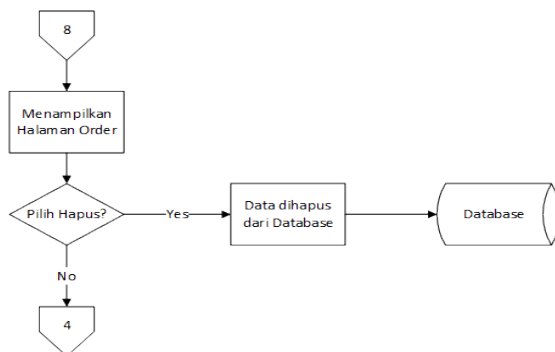 8
Menampilkan
Halaman Order
Pilih Hapus?
Yes
Data dihapus
dari Database
Database
No
4